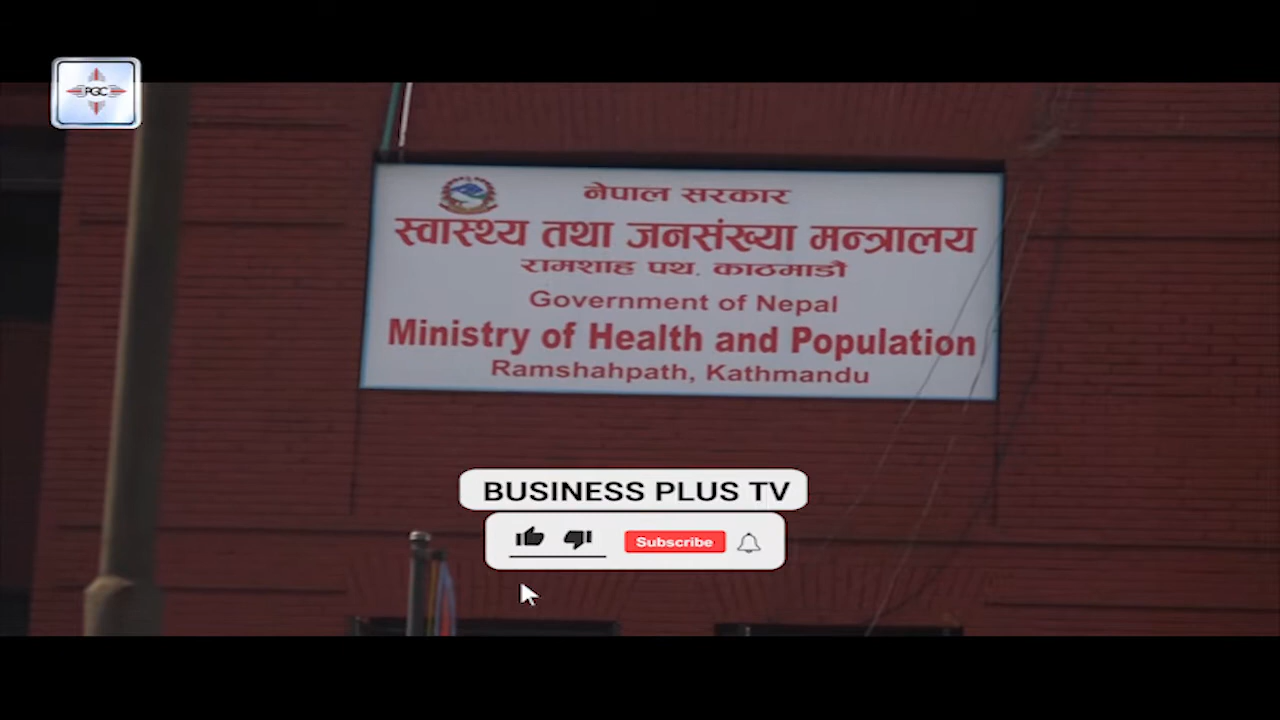 PGC
नेपाल सरकार
स्वास्थ्य तथा जनसंख्या मन्त्रालय
रामशाह पथ, काठमाडौं
Government of Nepal
Ministry of Health and Population
Ramshahpath, Kathmandu
BUSINESS PLUS TV
Subscribe